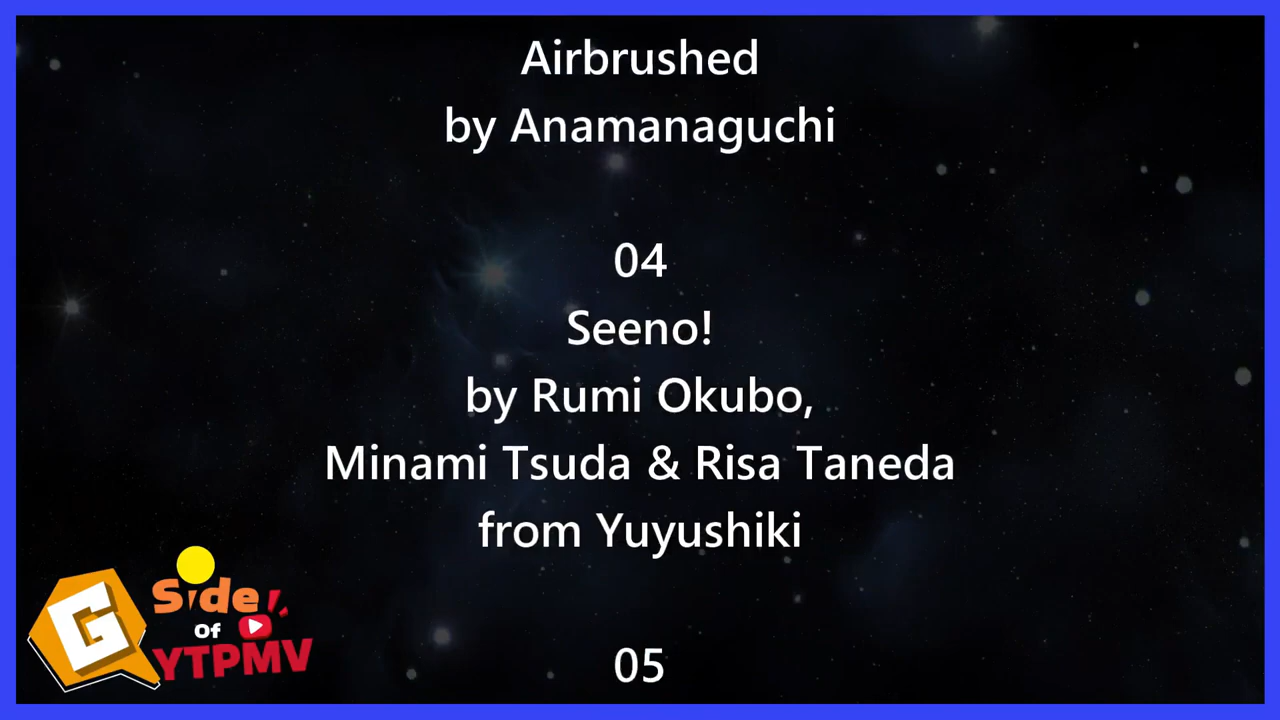 Airbrushed
by Anamanaguchi
04
Seeno!
by Rumi Okubo,
Minami Tsuda & Risa Taneda
from Yuyushiki
05
G
Side
Of
YTPMV